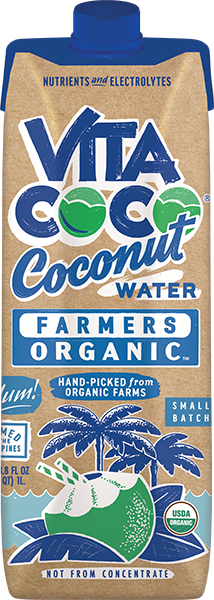 NUTRIENTS and ELECTROLYTES
VITA
COCO®
Coconut
WATER
FARMERS
ORGANIC™
HAND-PICKED from
ORGANIC FARMS
SMALL
BATCH
USDA
ORGANIC
NOT FROM CONCENTRATE